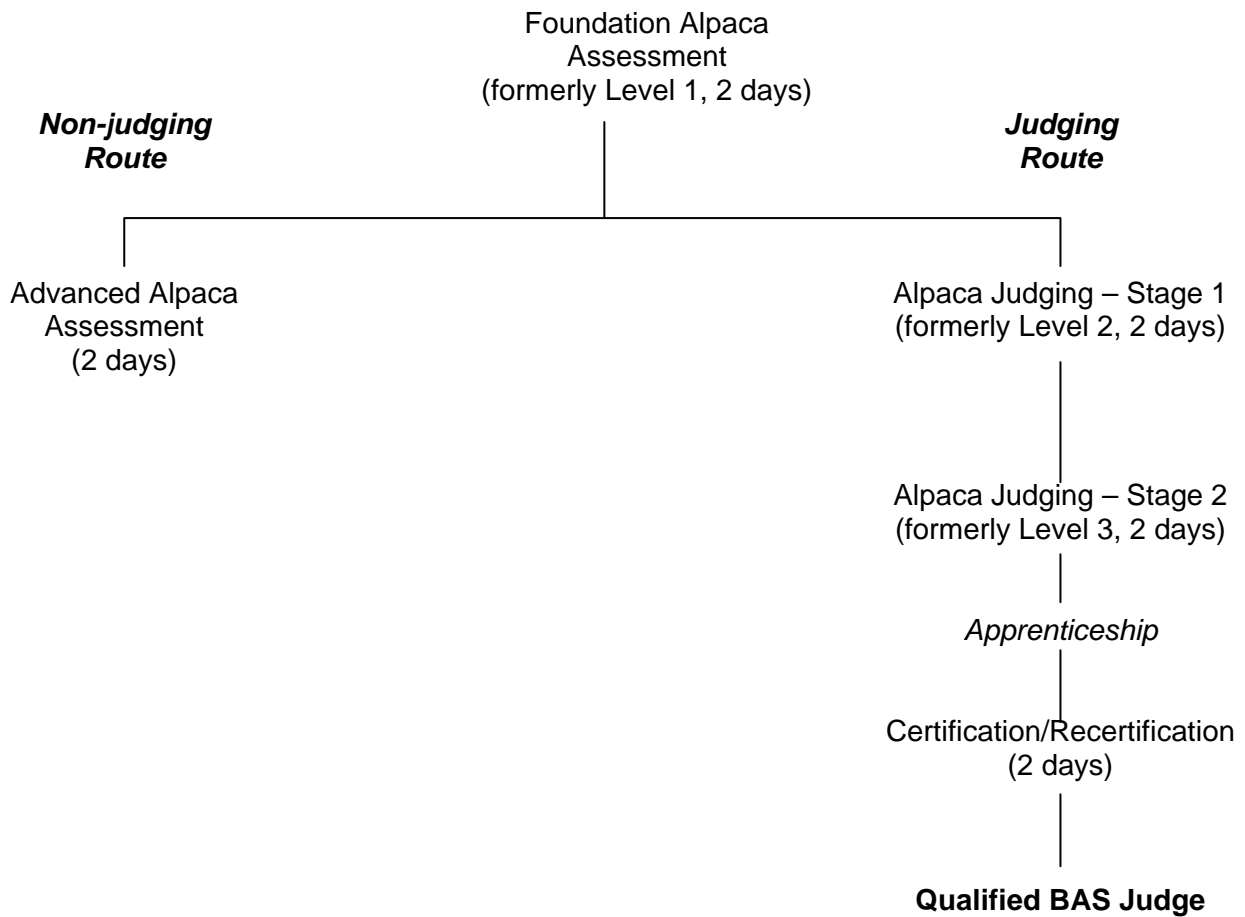 Foundation Alpaca
Assessment
(formerly Level 1, 2 days)
Non-judging
Route
Judging
Route
Advanced Alpaca
Assessment
(2 days)
Alpaca Judging – Stage 1
(formerly Level 2, 2 days)
Alpaca Judging – Stage 2
(formerly Level 3, 2 days)
Apprenticeship
Certification/Recertification
(2 days)
Qualified BAS Judge